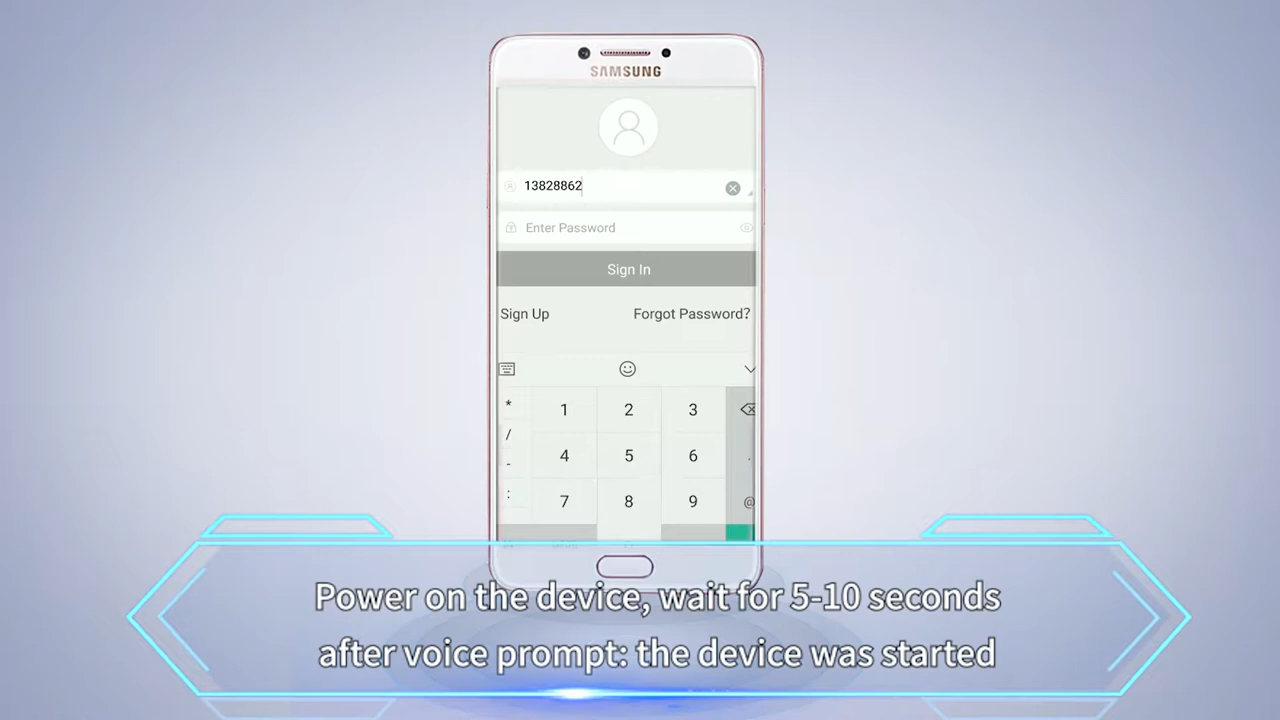 SAMSUNG
13828862
Enter Password
Sign In
Sign Up Forgot Password?
* 1 2 3
/ 4 5 6 .
-
: 7 8 9 @
Power on the device, wait for 5-10 seconds
after voice prompt: the device was started